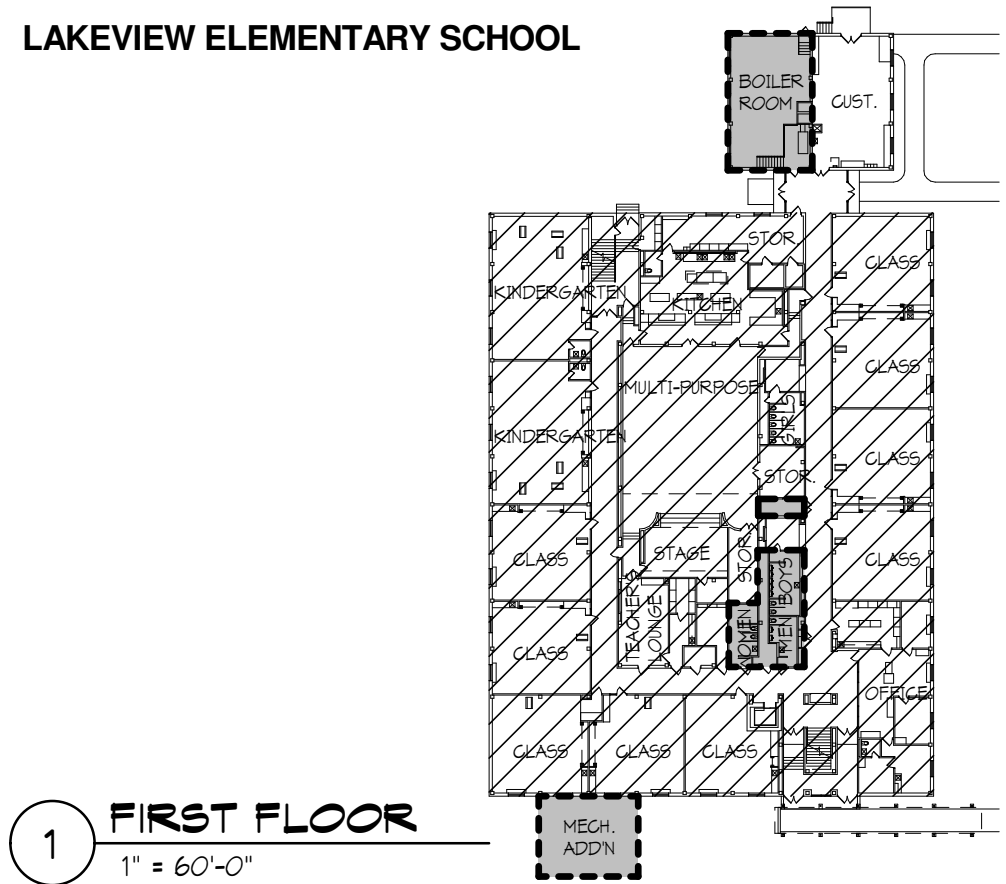 LAKEVIEW ELEMENTARY SCHOOL
BOILER
ROOM
CUST.
STOR.
CLASS
KINDERGARTEN
KITCHEN
CLASS
MULTI-PURPOSE
GIRLS
KINDERGARTEN
CLASS
STOR.
CLASS
STAGE
STOR.
BOYS
CLASS
TEACHER'S
LOUNGE
WOMEN
MEN
CLASS
OFFICE
CLASS
CLASS
CLASS
MECH.
ADD'N
1
FIRST FLOOR
1" = 60'-0"